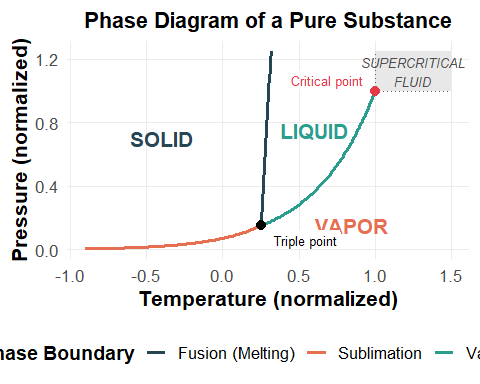 Phase Diagram of a Pure Substance
Pressure (normalized)
1.2
0.8
0.4
0.0
SUPERCRITICAL
FLUID
Critical point
LIQUID
SOLID
VAPOR
Triple point
-1.0 -0.5 0.0 0.5 1.0 1.5
Temperature (normalized)
hase Boundary Fusion (Melting) Sublimation Va